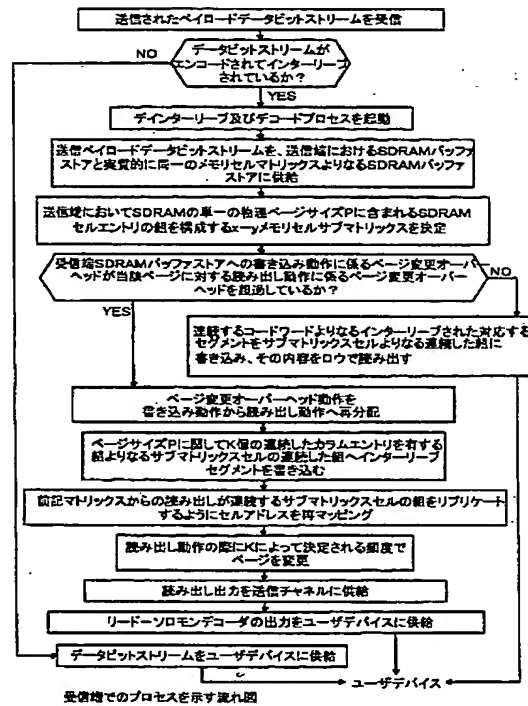 送信されたペイロードデータビットストリームを受信
NO
データビットストリームが
エンコードされてインターリーブ
されているか?
YES
デインターリーブ及びデコードプロセスを起動
送信ペイロードデータビットストリームを、送信端におけるSDRAMバッファ
ストアと実質的に同一のメモリセルマトリックスよりなるSDRAMバッファ
ストアに供給
送信端においてSDRAMの単一の物理ページサイズPに含まれるSDRAM
セルエントリの組を構成するx-yメモリセルサブマトリックスを決定
受信端SDRAMバッファストアへの書き込み動作に係るページ変更オーバー
ヘッドが当該ページに対する読み出し動作に係るページ変更オーバー
ヘッドを超過しているか?
NO
YES
連続するコードワードよりなるインターリーブされた対応する
セグメントをサブマトリックスセルよりなる連続した組に
書き込み、その内容をロウで読み出す
ページ変更オーバーヘッド動作を
書き込み動作から読み出し動作へ再分配
ページサイズPに関してK個の連続したカラムエントリを有する
組よりなるサブマトリックスセルの連続した組へインターリーブ
セグメントを書き込む
前記マトリックスからの読み出しが連続するサブマトリックスセルの組をリプリケート
するようにセルアドレスを再マッピング
読み出し動作の際にKによって決定される頻度で
ページを変更
読み出し出力を送信チャネルに供給
リードーソロモンデコーダの出力をユーザデバイスに供給
データビットストリームをユーザデバイスに供給
ユーザデバイス
受信端でのプロセスを示す流れ図